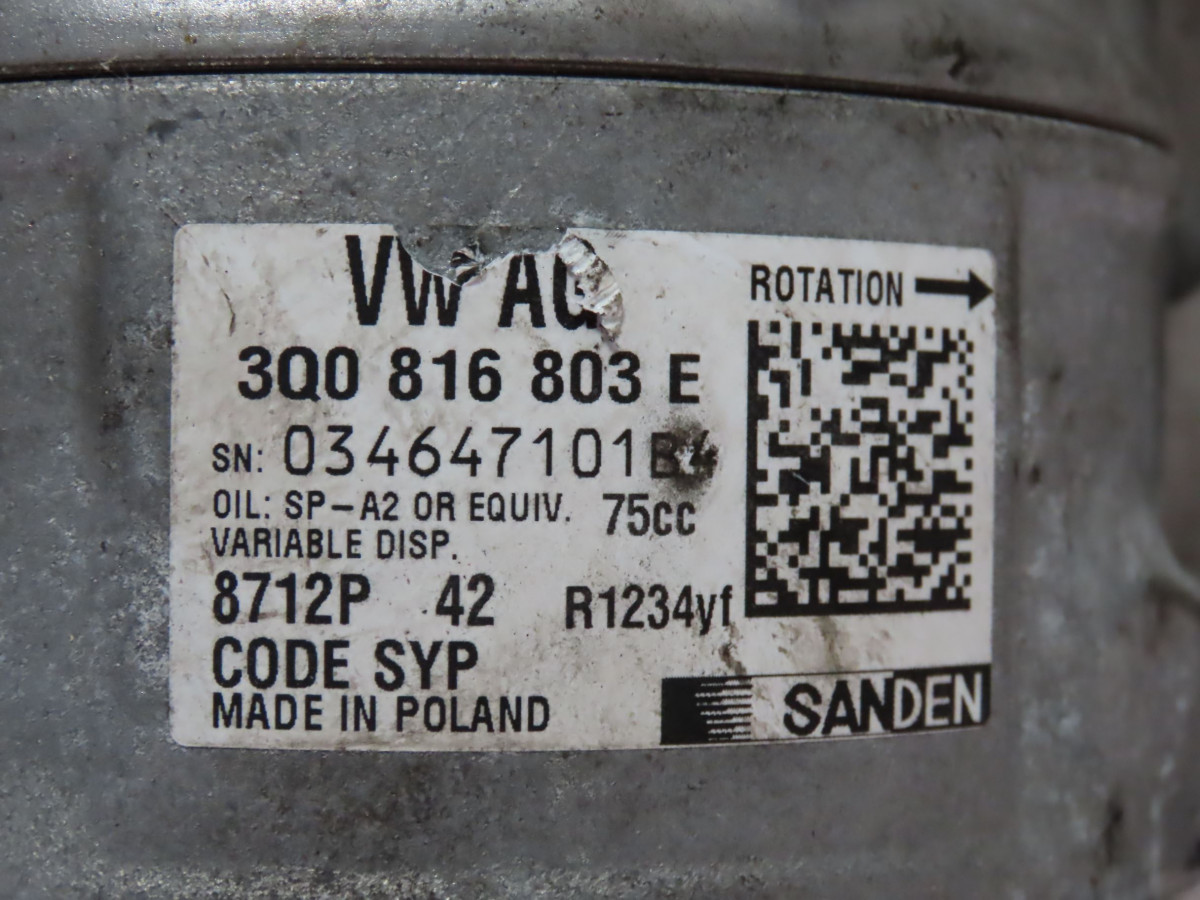 VW AG
ROTATION
3Q0 816 803 E
SN: 034647101B4
OIL: SP-A2 OR EQUIV. 75cc
VARIABLE DISP.
8712P 42 R1234yf
CODE SYP
MADE IN POLAND
SANDEN